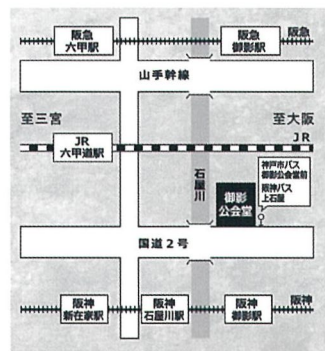 阪急
六甲駅
阪急
御影駅
阪急
山手幹線
至三宮
至大阪
JR
六甲道駅
JR
石屋川
御影
公会堂
神戸市バス
御影公会堂前
阪神バス
上石屋
国道2号
阪神
新在家駅
阪神
石屋川駅
阪神
御影駅
阪神